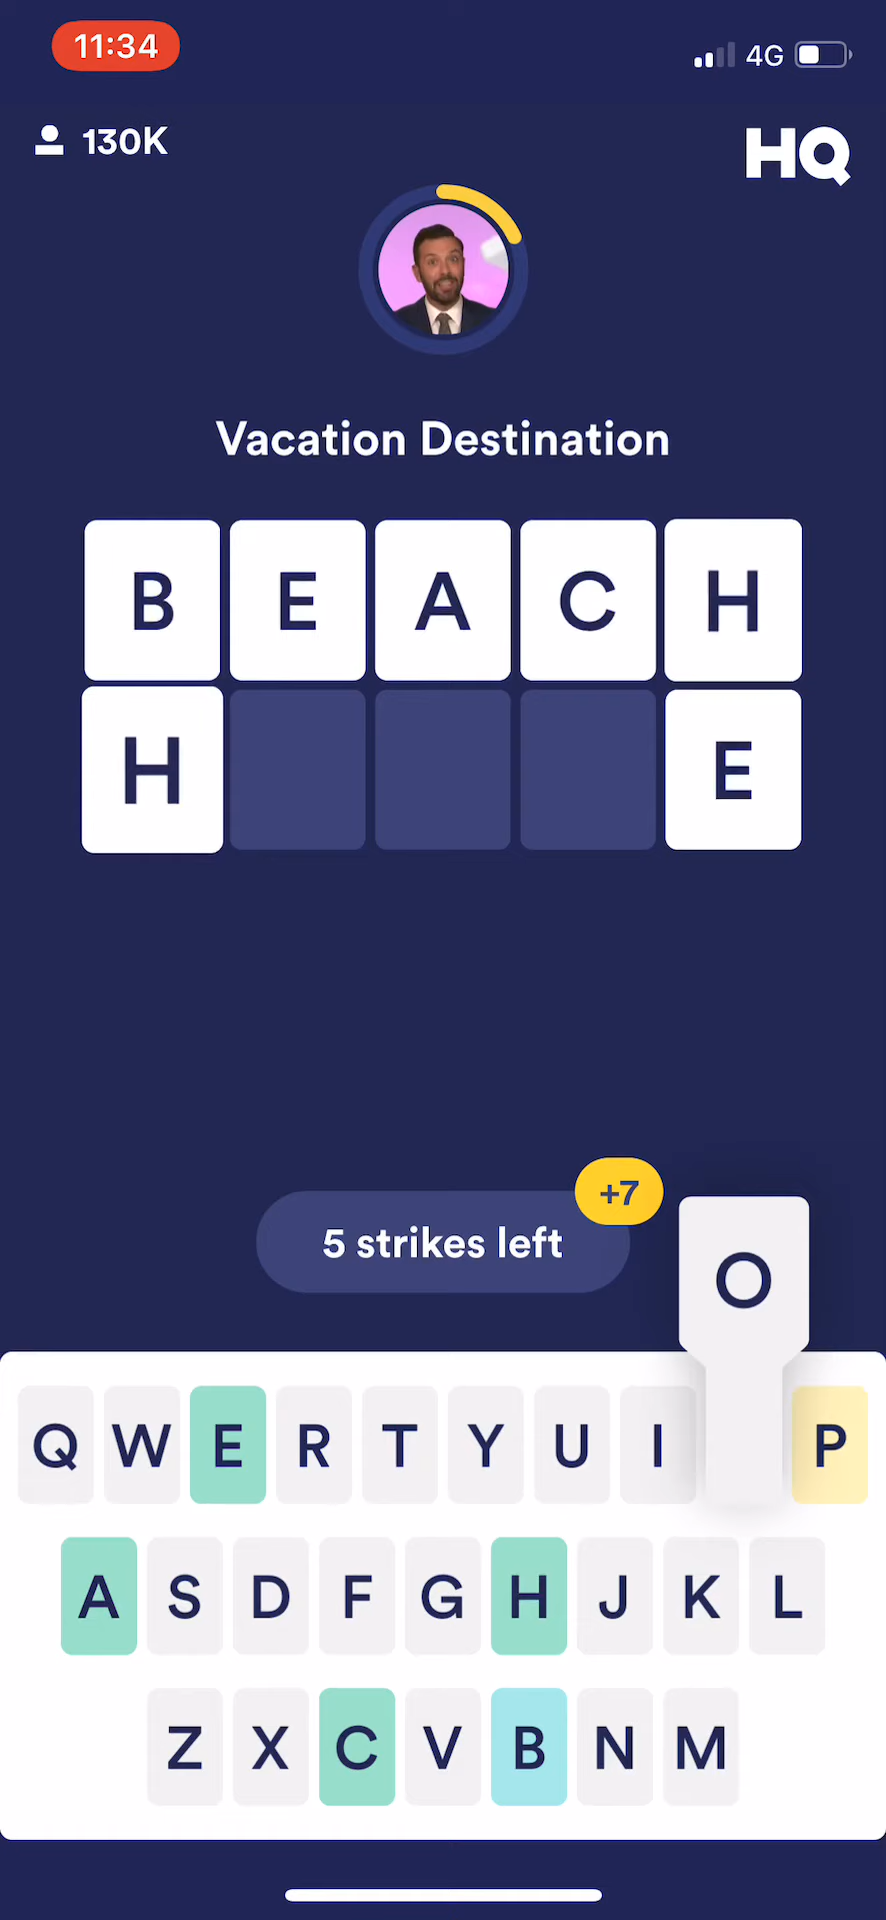 11:34
4G
130K
HQ
Vacation Destination
B E A C H
H E
+7
5 strikes left
O
Q W E R T Y U I P
A S D F G H J K L
Z X C V B N M